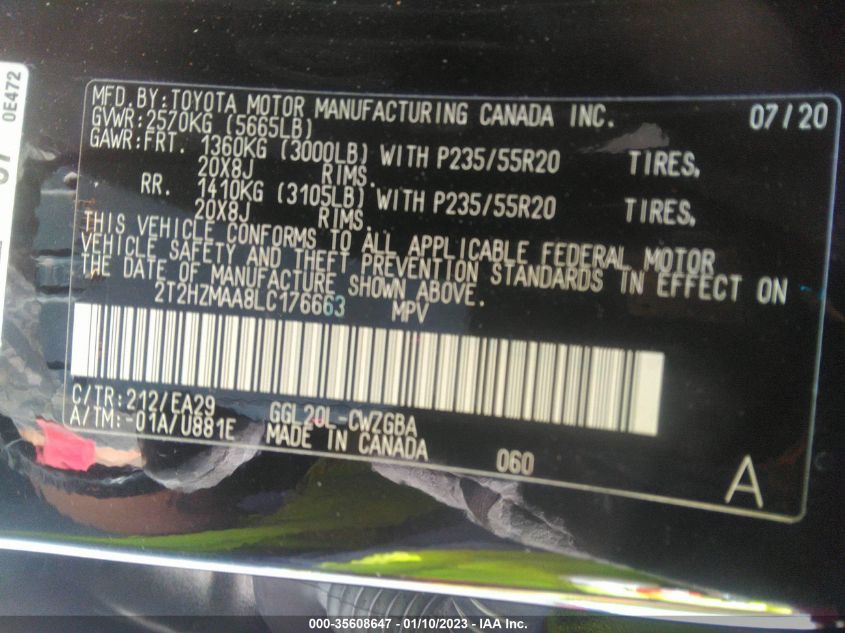 0E472
MFD.BY:TOYOTA MOTOR MANUFACTURING CANADA INC. 07/20
GVWR:2570KG (5665LB)
GAWR:FRT. 1360KG (3000LB) WITH P235/55R20 TIRES,
20X8J RIMS.
RR. 1410KG (3105LB) WITH P235/55R20 TIRES,
20X8J RIMS.
THIS VEHICLE CONFORMS TO ALL APPLICABLE FEDERAL MOTOR
VEHICLE SAFETY AND THEFT PREVENTION STANDARDS IN EFFECT ON
THE DATE OF MANUFACTURE SHOWN ABOVE.
2T2HZMAA8LC176663 MPV
C/TR:212/EA29 GGL20L-CWZGBA
A/TM:-01A/U881E MADE IN CANADA 060
A
000-35608647 - 01/10/2023 - IAA Inc.